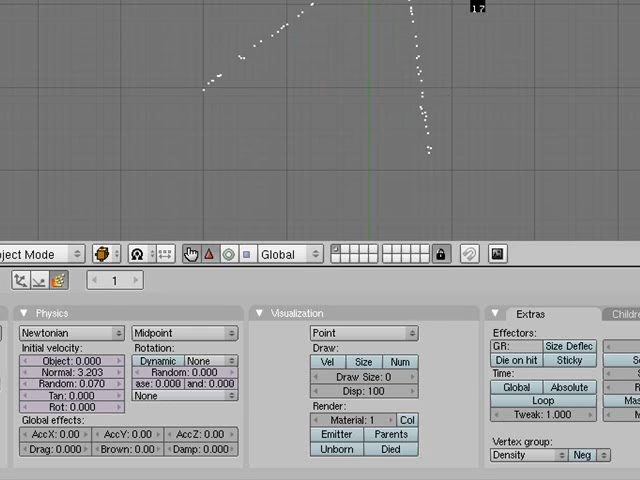 17
ject Mode
Global
1
Physics
Visualization
Extras
Childre
Newtonian
Midpoint
Point
Effectors:
Initial velocity:
Rotation:
Draw:
GR:
Size Deflec
Object: 0.000
Dynamic
None
Vel
Size
Num
Die on hit
Sticky
Normal: 3.203
Random: 0.000
Draw Size: 0
Time:
Random: 0.070
ase: 0.000
and: 0.000
Disp: 100
Global
Absolute
Tan: 0.000
None
Render:
Loop
Rot: 0.000
Material: 1
Col
Tweak: 1.000
Global effects:
Emitter
Parents
AccX: 0.00
AccY: 0.00
AccZ: 0.00
Unborn
Died
Vertex group:
Drag: 0.000
Brown: 0.00
Damp: 0.000
Density
Neg